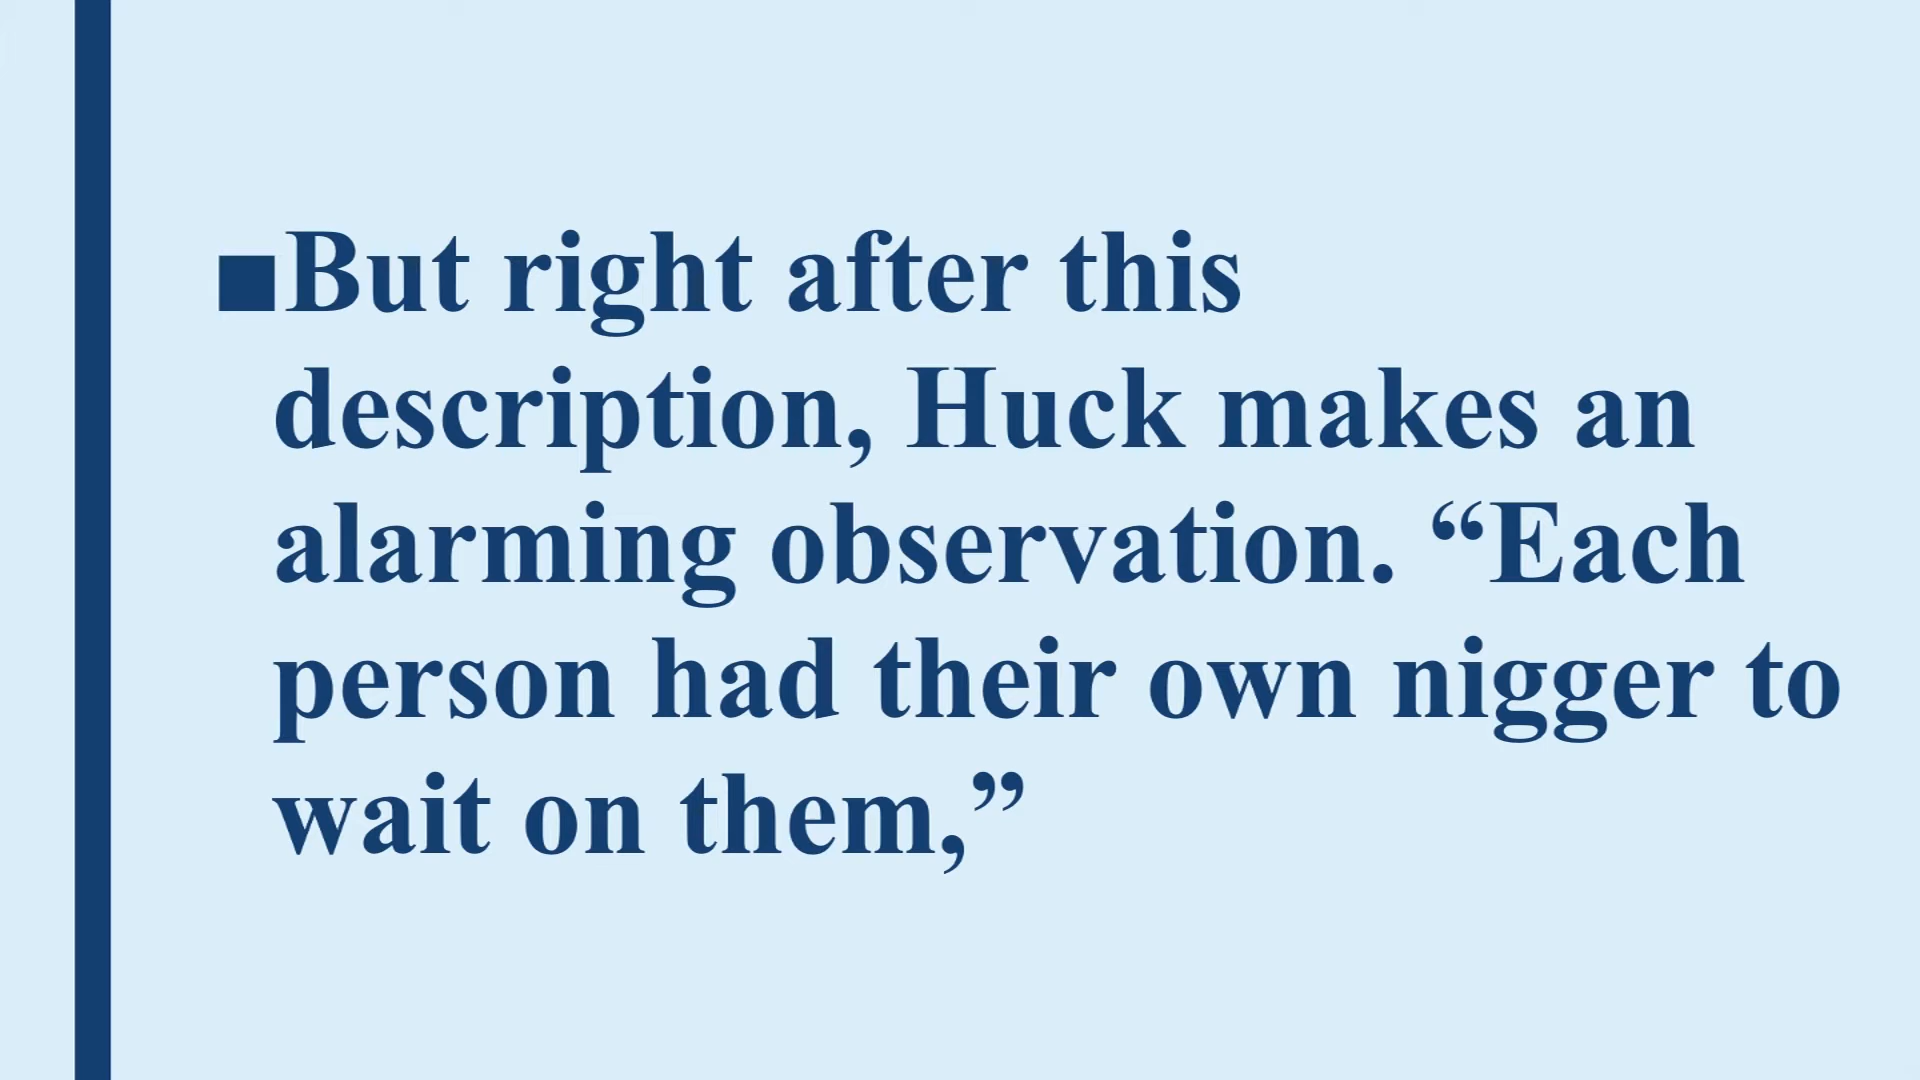 ■But right after this
description, Huck makes an
alarming observation. “Each
person had their own nigger to
wait on them,”